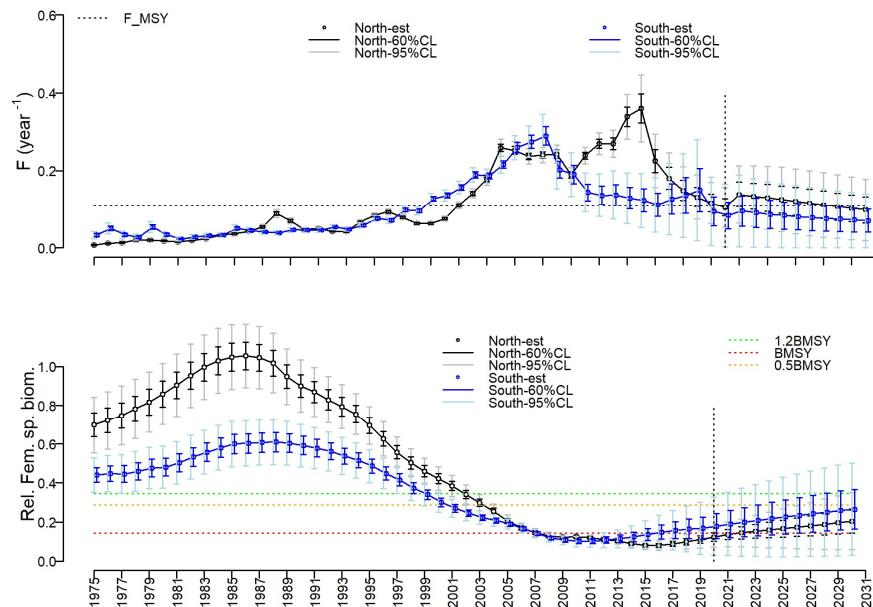 F_MSY
North-est
North-60%CL
North-95%CL
South-est
South-60%CL
South-95%CL
F (year -1)
0.6
0.4
0.2
0.0
North-est
North-60%CL
North-95%CL
South-est
South-60%CL
South-95%CL
1.2BMSY
BMSY
0.5BMSY
Rel. Fem. sp. biom.
1.0
0.8
0.6
0.4
0.2
0.0
1975
1977
1979
1981
1983
1985
1987
1989
1991
1993
1995
1997
1999
2001
2003
2005
2007
2009
2011
2013
2015
2017
2019
2021
2023
2025
2027
2029
2031